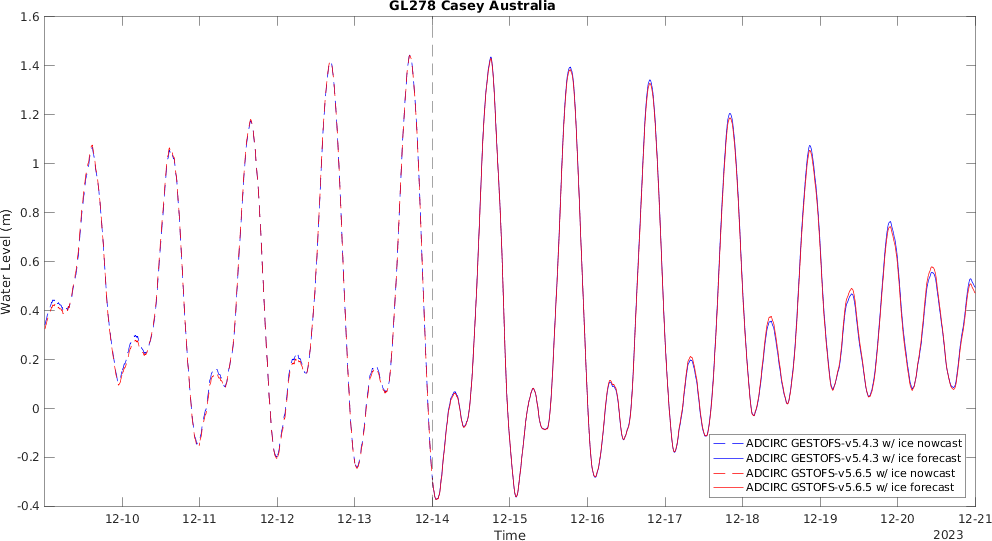 GL278 Casey Australia
1.6
1.4
1.2
1
0.8
0.6
0.4
0.2
0
-0.2
-0.4
Water Level (m)
ADCIRC GESTOFS-v5.4.3 w/ ice nowcast
ADCIRC GESTOFS-v5.4.3 w/ ice forecast
ADCIRC GSTOFS-v5.6.5 w/ ice nowcast
ADCIRC GSTOFS-v5.6.5 w/ ice forecast
12-10 12-11 12-12 12-13 12-14 12-15 12-16 12-17 12-18 12-19 12-20 12-21
Time
2023